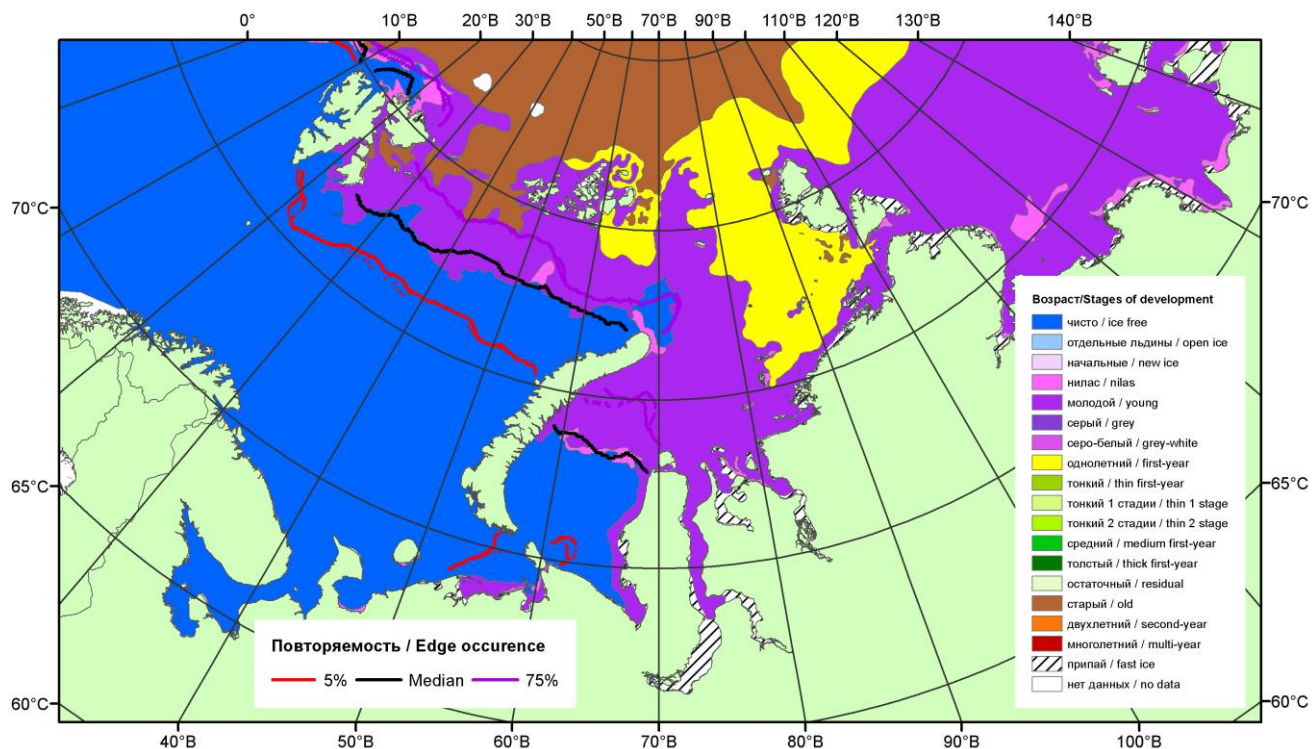 0° 10°В 20°В 30°В 50°В 70°В 90°В 110°В 120°В 130°В 140°В
70°С 70°С
Возраст/Stages of development
чисто / ice free
отдельные льдины / open ice
начальные / new ice
нилас / nilas
молодой / young
серый / grey
серо-белый / grey-white
однолетний / first-year
тонкий / thin first-year
тонкий 1 стадии / thin 1 stage
тонкий 2 стадии / thin 2 stage
средний / medium first-year
толстый / thick first-year
остаточный / residual
старый / old
двухлетний / second-year
многолетний / multi-year
припай / fast ice
нет данных / no data
65°С 65°С
Повторяемость / Edge occurence
5% Median 75%
60°С 60°С
40°В 50°В 60°В 70°В 80°В 90°В 100°В